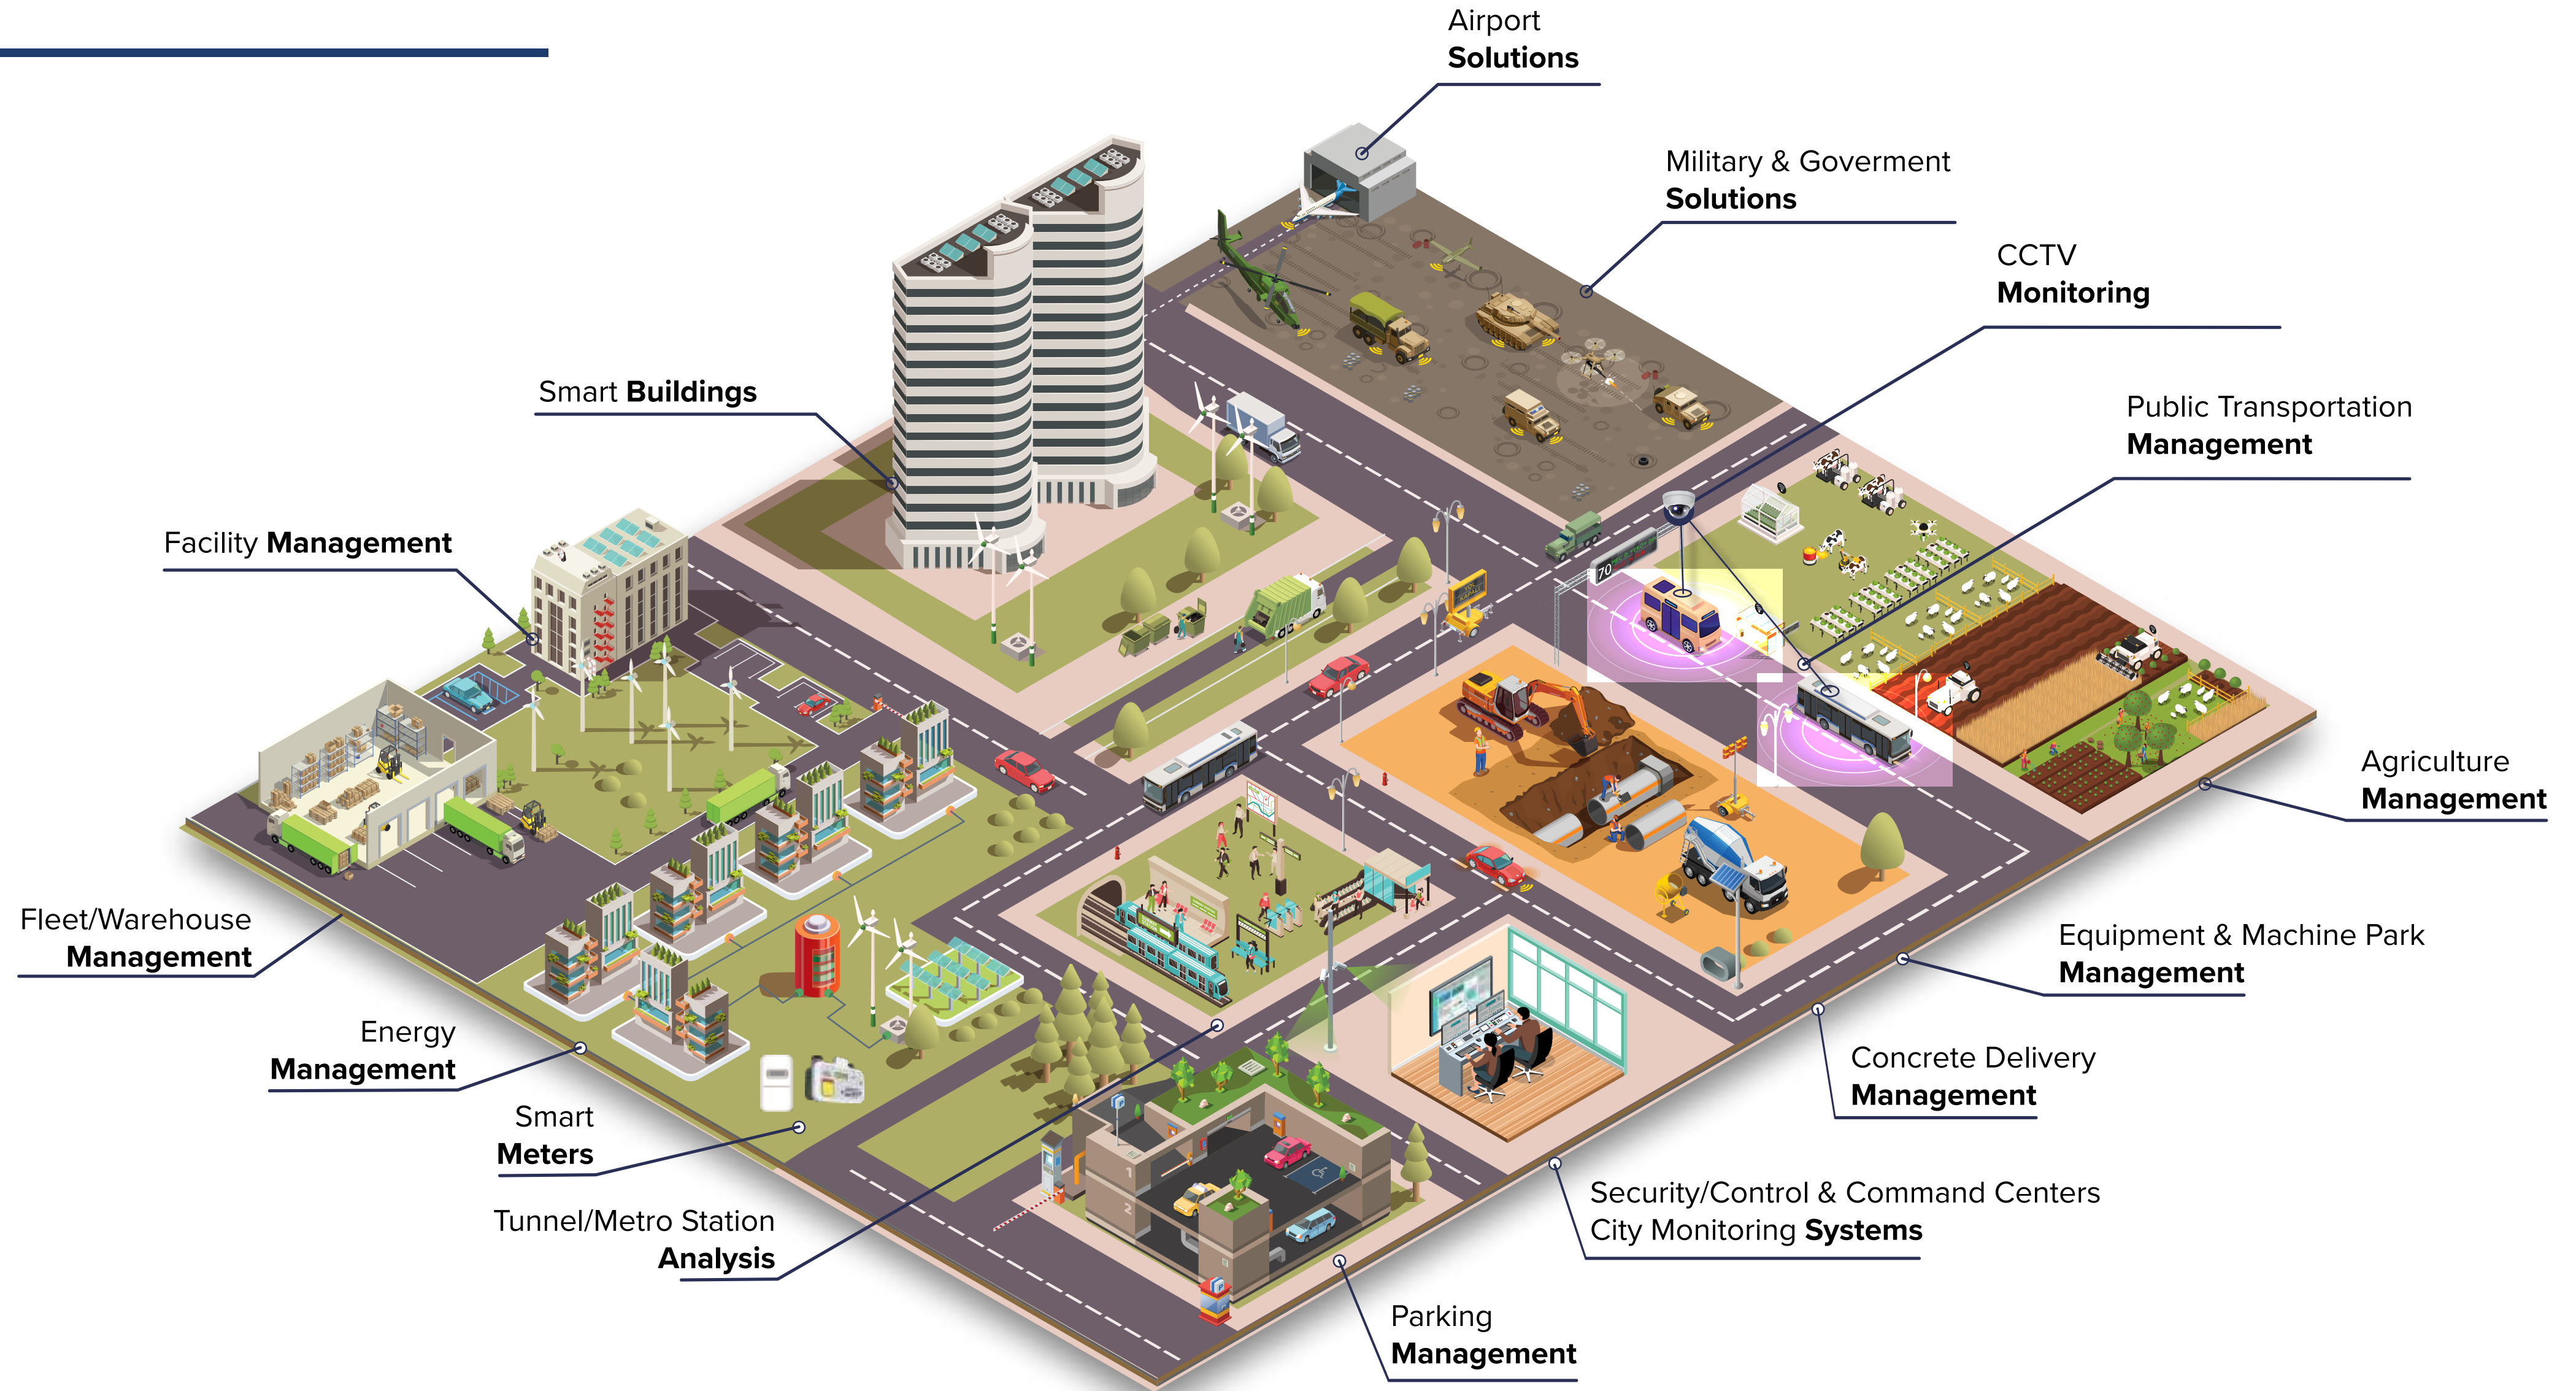 Airport
Solutions
Military & Goverment
Solutions
CCTV
Monitoring
Public Transportation
Management
Smart Buildings
Facility Management
70
Agriculture
Management
Fleet/Warehouse
Management
Equipment & Machine Park
Management
Energy
Management
Concrete Delivery
Management
Smart
Meters
1
2
Security/Control & Command Centers
City Monitoring Systems
Tunnel/Metro Station
Analysis
Parking
Management